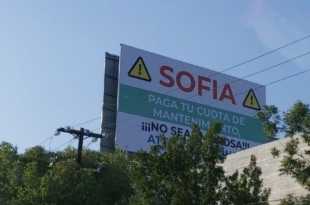 SOFIA
PAGA TU CUOTA DE
MANTENIMIENTO,
¡¡¡NO SEA